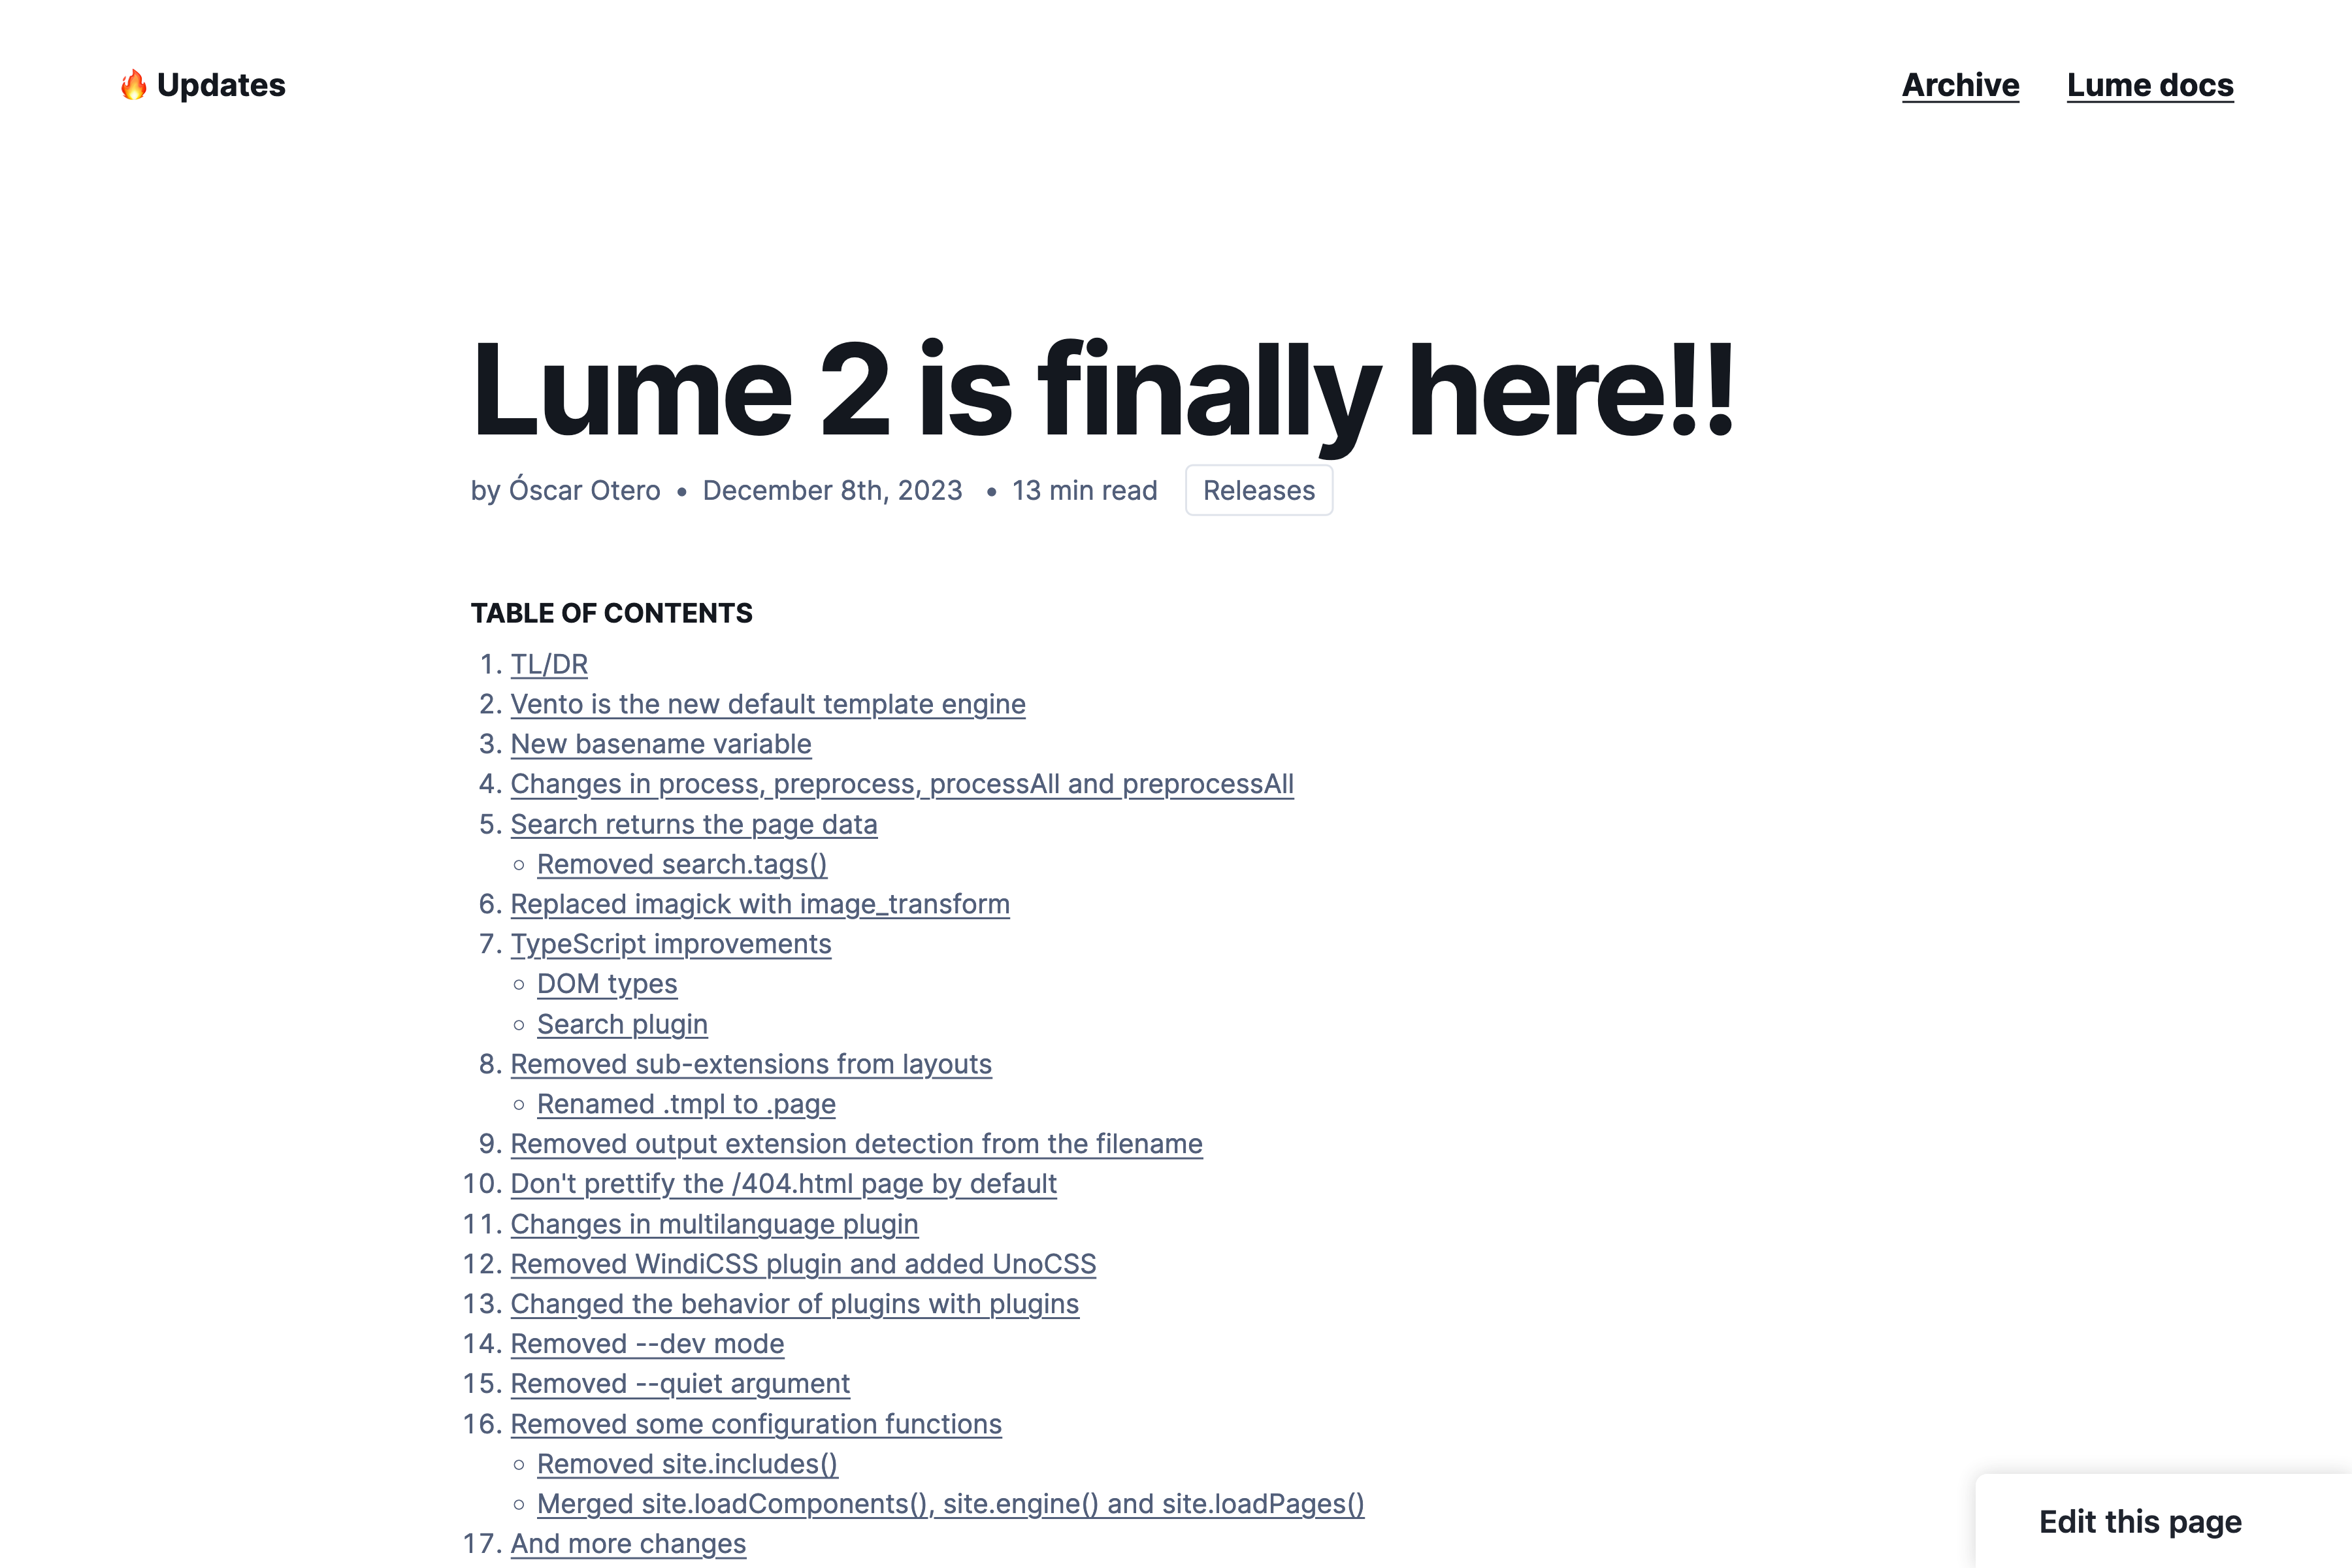 🔥 Updates
Archive Lume docs
Lume 2 is finally here!!
by Óscar Otero • December 8th, 2023 • 13 min read Releases
TABLE OF CONTENTS
1. TL/DR
2. Vento is the new default template engine
3. New basename variable
4. Changes in process, preprocess, processAll and preprocessAll
5. Search returns the page data
◦ Removed search.tags()
6. Replaced imagick with image_transform
7. TypeScript improvements
◦ DOM types
◦ Search plugin
8. Removed sub-extensions from layouts
◦ Renamed .tmpl to .page
9. Removed output extension detection from the filename
10. Don't prettify the /404.html page by default
11. Changes in multilanguage plugin
12. Removed WindiCSS plugin and added UnoCSS
13. Changed the behavior of plugins with plugins
14. Removed --dev mode
15. Removed --quiet argument
16. Removed some configuration functions
◦ Removed site.includes()
◦ Merged site.loadComponents(), site.engine() and site.loadPages()
17. And more changes
Edit this page